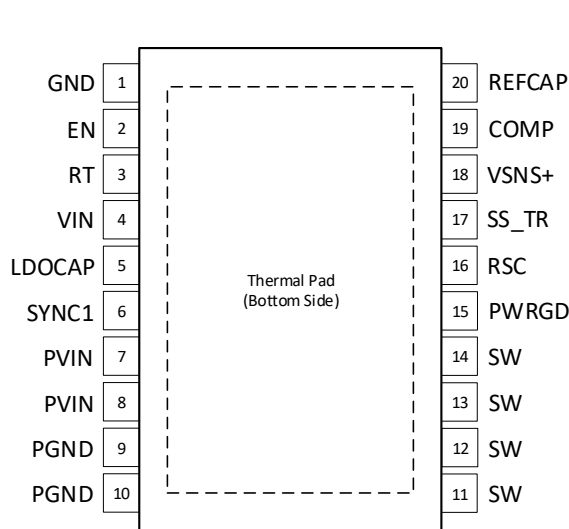 GND 1
EN 2
RT 3
VIN 4
LDOCAP 5
SYNC1 6
PVIN 7
PVIN 8
PGND 9
PGND 10
Thermal Pad
(Bottom Side)
20 REFCAP
19 COMP
18 VSNS+
17 SS_TR
16 RSC
15 PWRGD
14 SW
13 SW
12 SW
11 SW